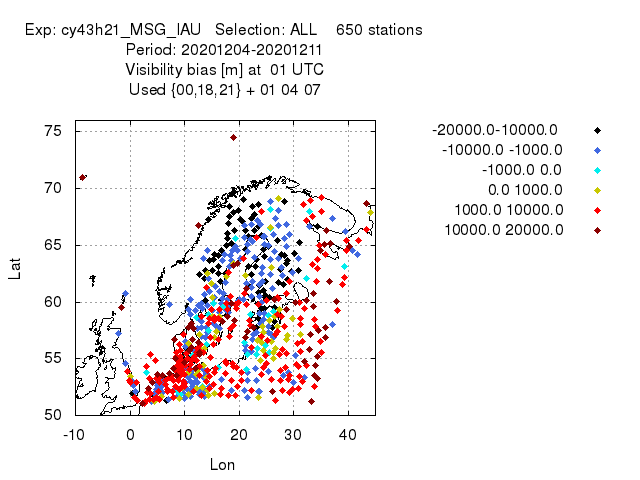 Exp: cy43h21_MSG_IAU   Selection: ALL    650 stations
Period: 20201204-20201211
Visibility bias [m] at  01 UTC
Used {00,18,21} + 01 04 07
-20000.0-10000.0
-10000.0 -1000.0
-1000.0 0.0
0.0 1000.0
1000.0 10000.0
10000.0 20000.0
75
70
65
60
55
50
Lat
-10 0 10 20 30 40
Lon